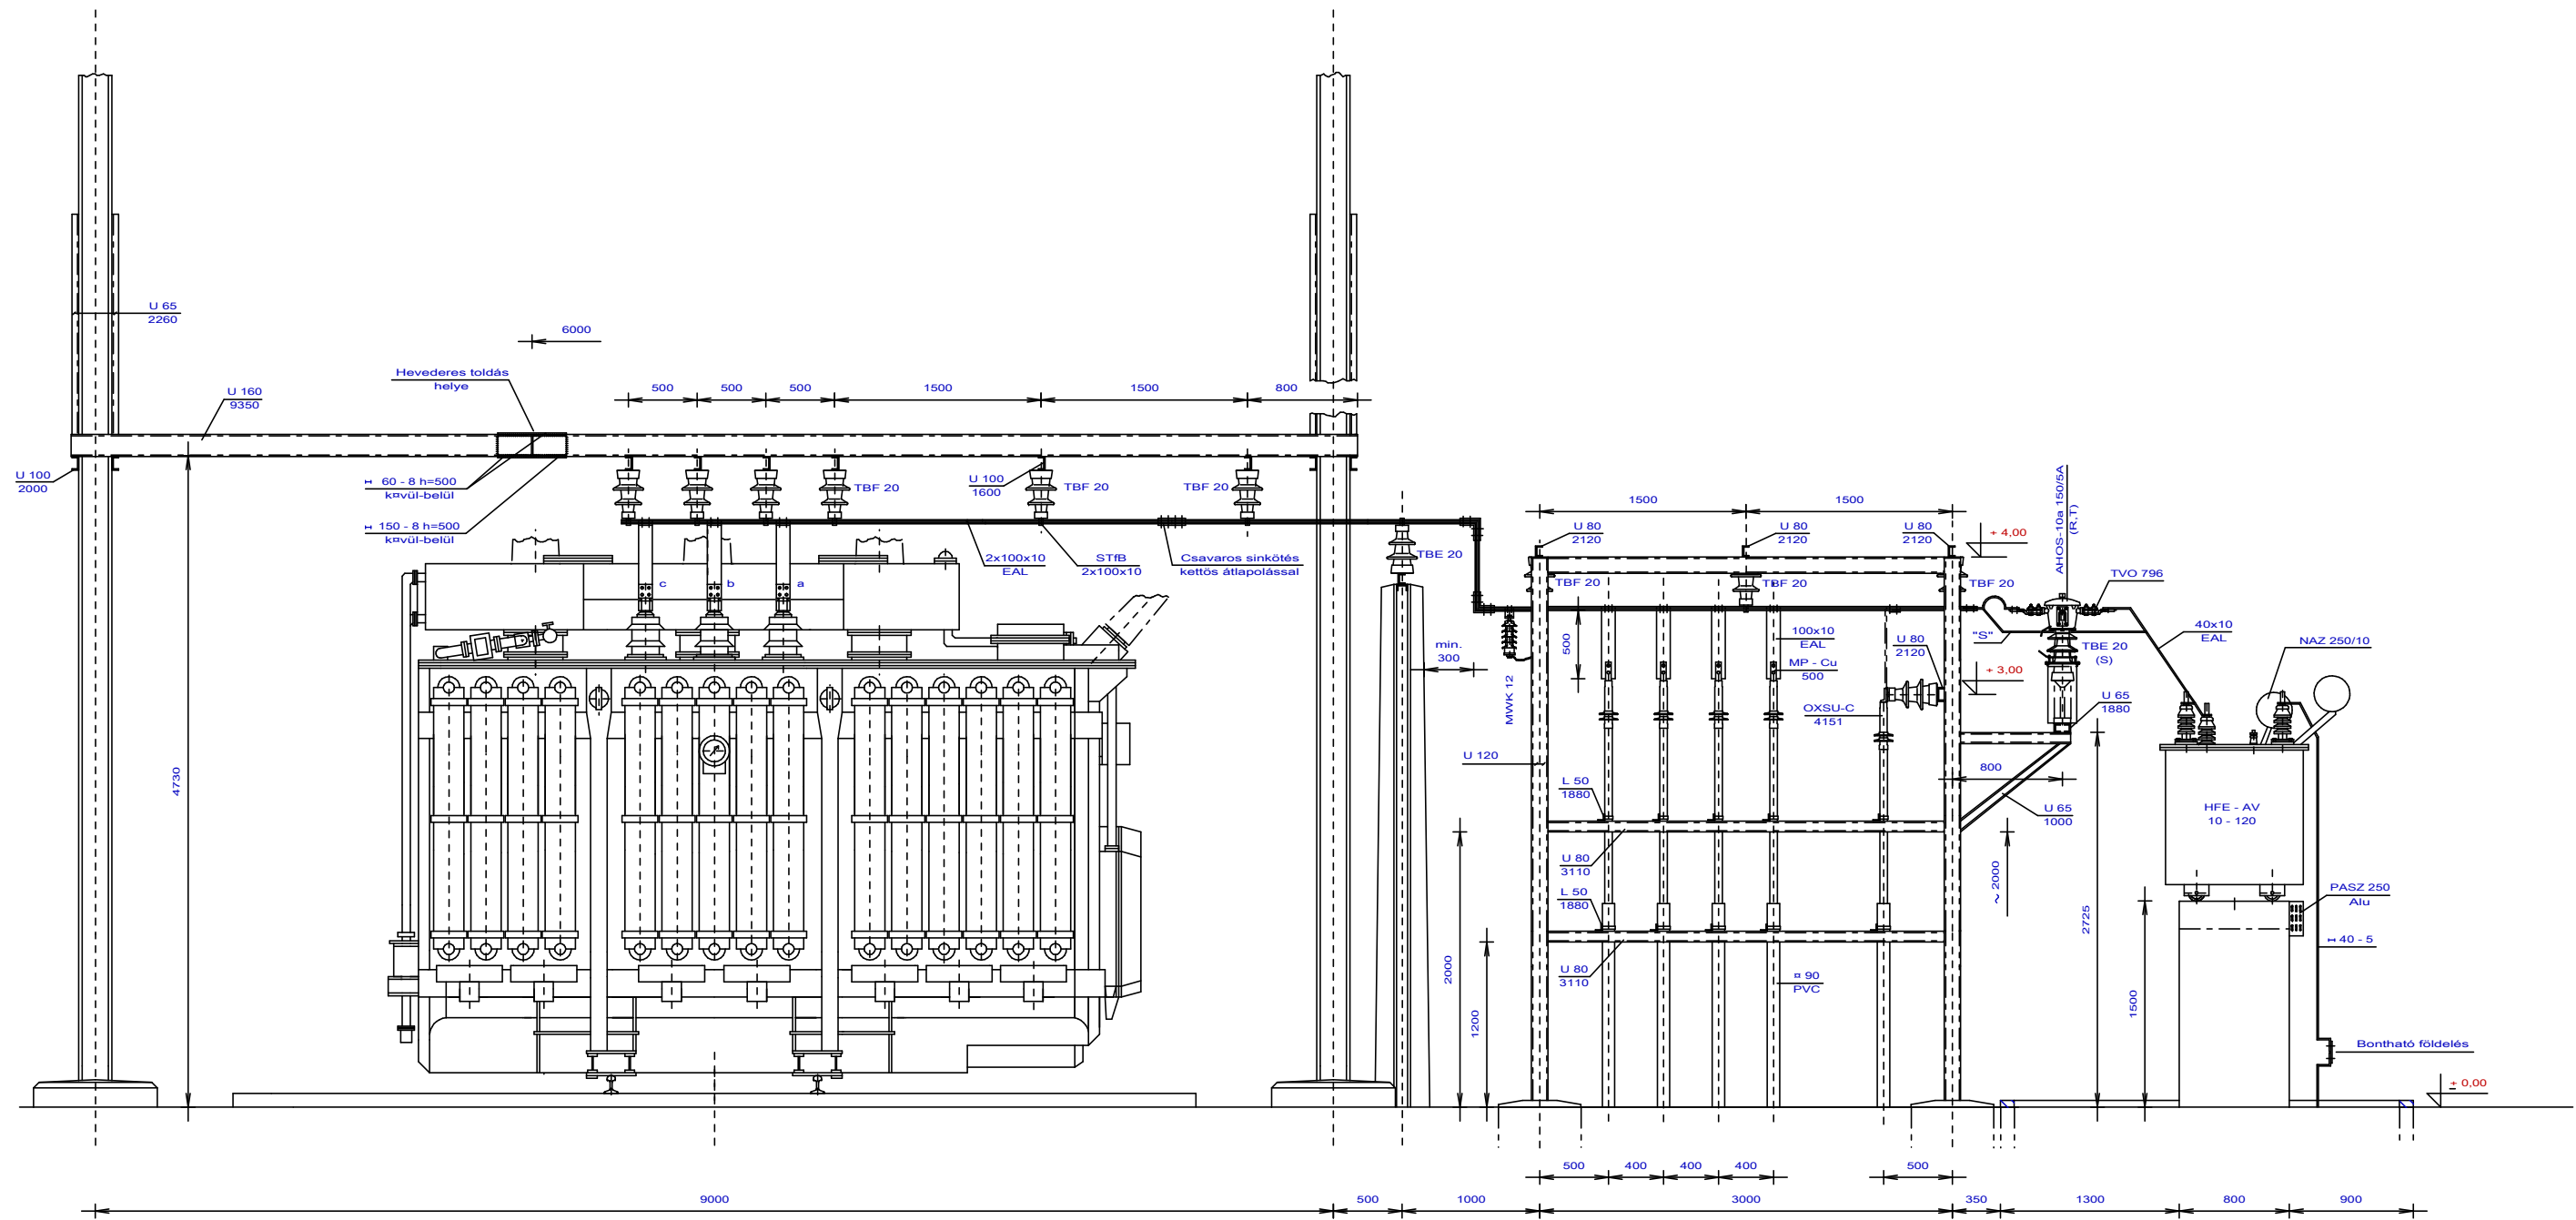 U 65
2260
6000
Hevederes toldás
helye
U 160
9350
500
500
500
1500
1500
800
U 100
2000
¤ 60 - 8 h=500
k¤vül-belül
¤ 150 - 8 h=500
k¤vül-belül
TBF 20
U 100
1600
TBF 20
TBF 20
2x100x10
EAL
STfB
2x100x10
Csavaros sinkötés
kettös átlapolással
TBE 20
c
b
a
4730
min.
300
MWK 12
1500
1500
U 80
2120
U 80
2120
U 80
2120
+ 4,00
TBF 20
TBF 20
TBF 20
AHOS-10a 150/5A
(R,T)
TVO 796
500
100x10
EAL
MP - Cu
500
U 80
2120
"S"
TBE 20
(S)
40x10
EAL
NAZ 250/10
+ 3,00
OXSU-C
4151
U 65
1880
U 120
800
L 50
1880
U 65
1000
HFE - AV
10 - 120
U 80
3110
L 50
1880
~ 2000
2725
PASZ 250
Alu
40 - 5
U 80
3110
¤ 90
PVC
2000
1200
1500
Bontható földelés
± 0,00
500
400
400
400
500
9000
500
1000
3000
350
1300
800
900